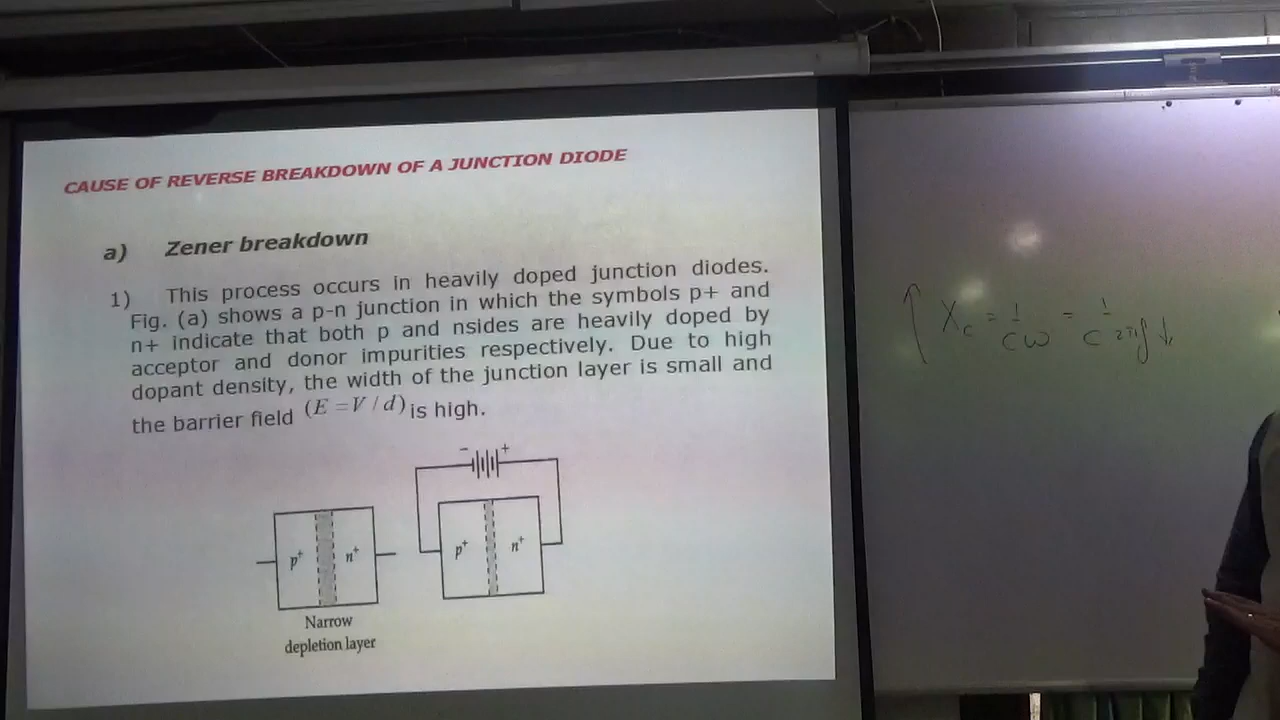 CAUSE OF REVERSE BREAKDOWN OF A JUNCTION DIODE
a) Zener breakdown
1) This process occurs in heavily doped junction diodes.
Fig. (a) shows a p-n junction in which the symbols p+ and
n+ indicate that both p and nsides are heavily doped by
acceptor and donor impurities respectively. Due to high
dopant density, the width of the junction layer is small and
the barrier field (E =V / d) is high.
- +
p⁺ n⁺
p⁺ n⁺
Narrow
depletion layer
↑ Xc = 1/Cω = 1/C 2πf ↓